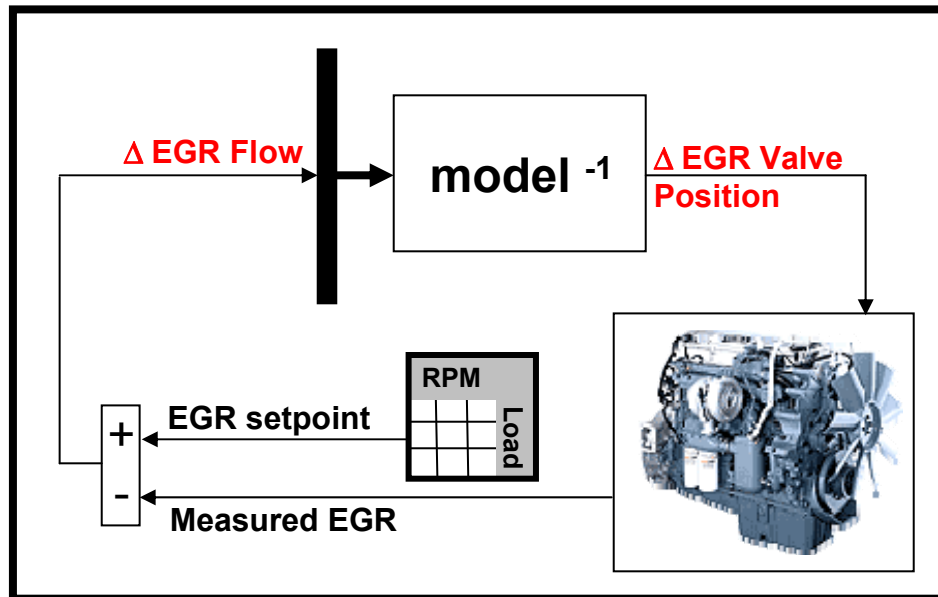 Δ EGR Flow
model -1
Δ EGR Valve
Position
RPM
Load
EGR setpoint
+
-
Measured EGR